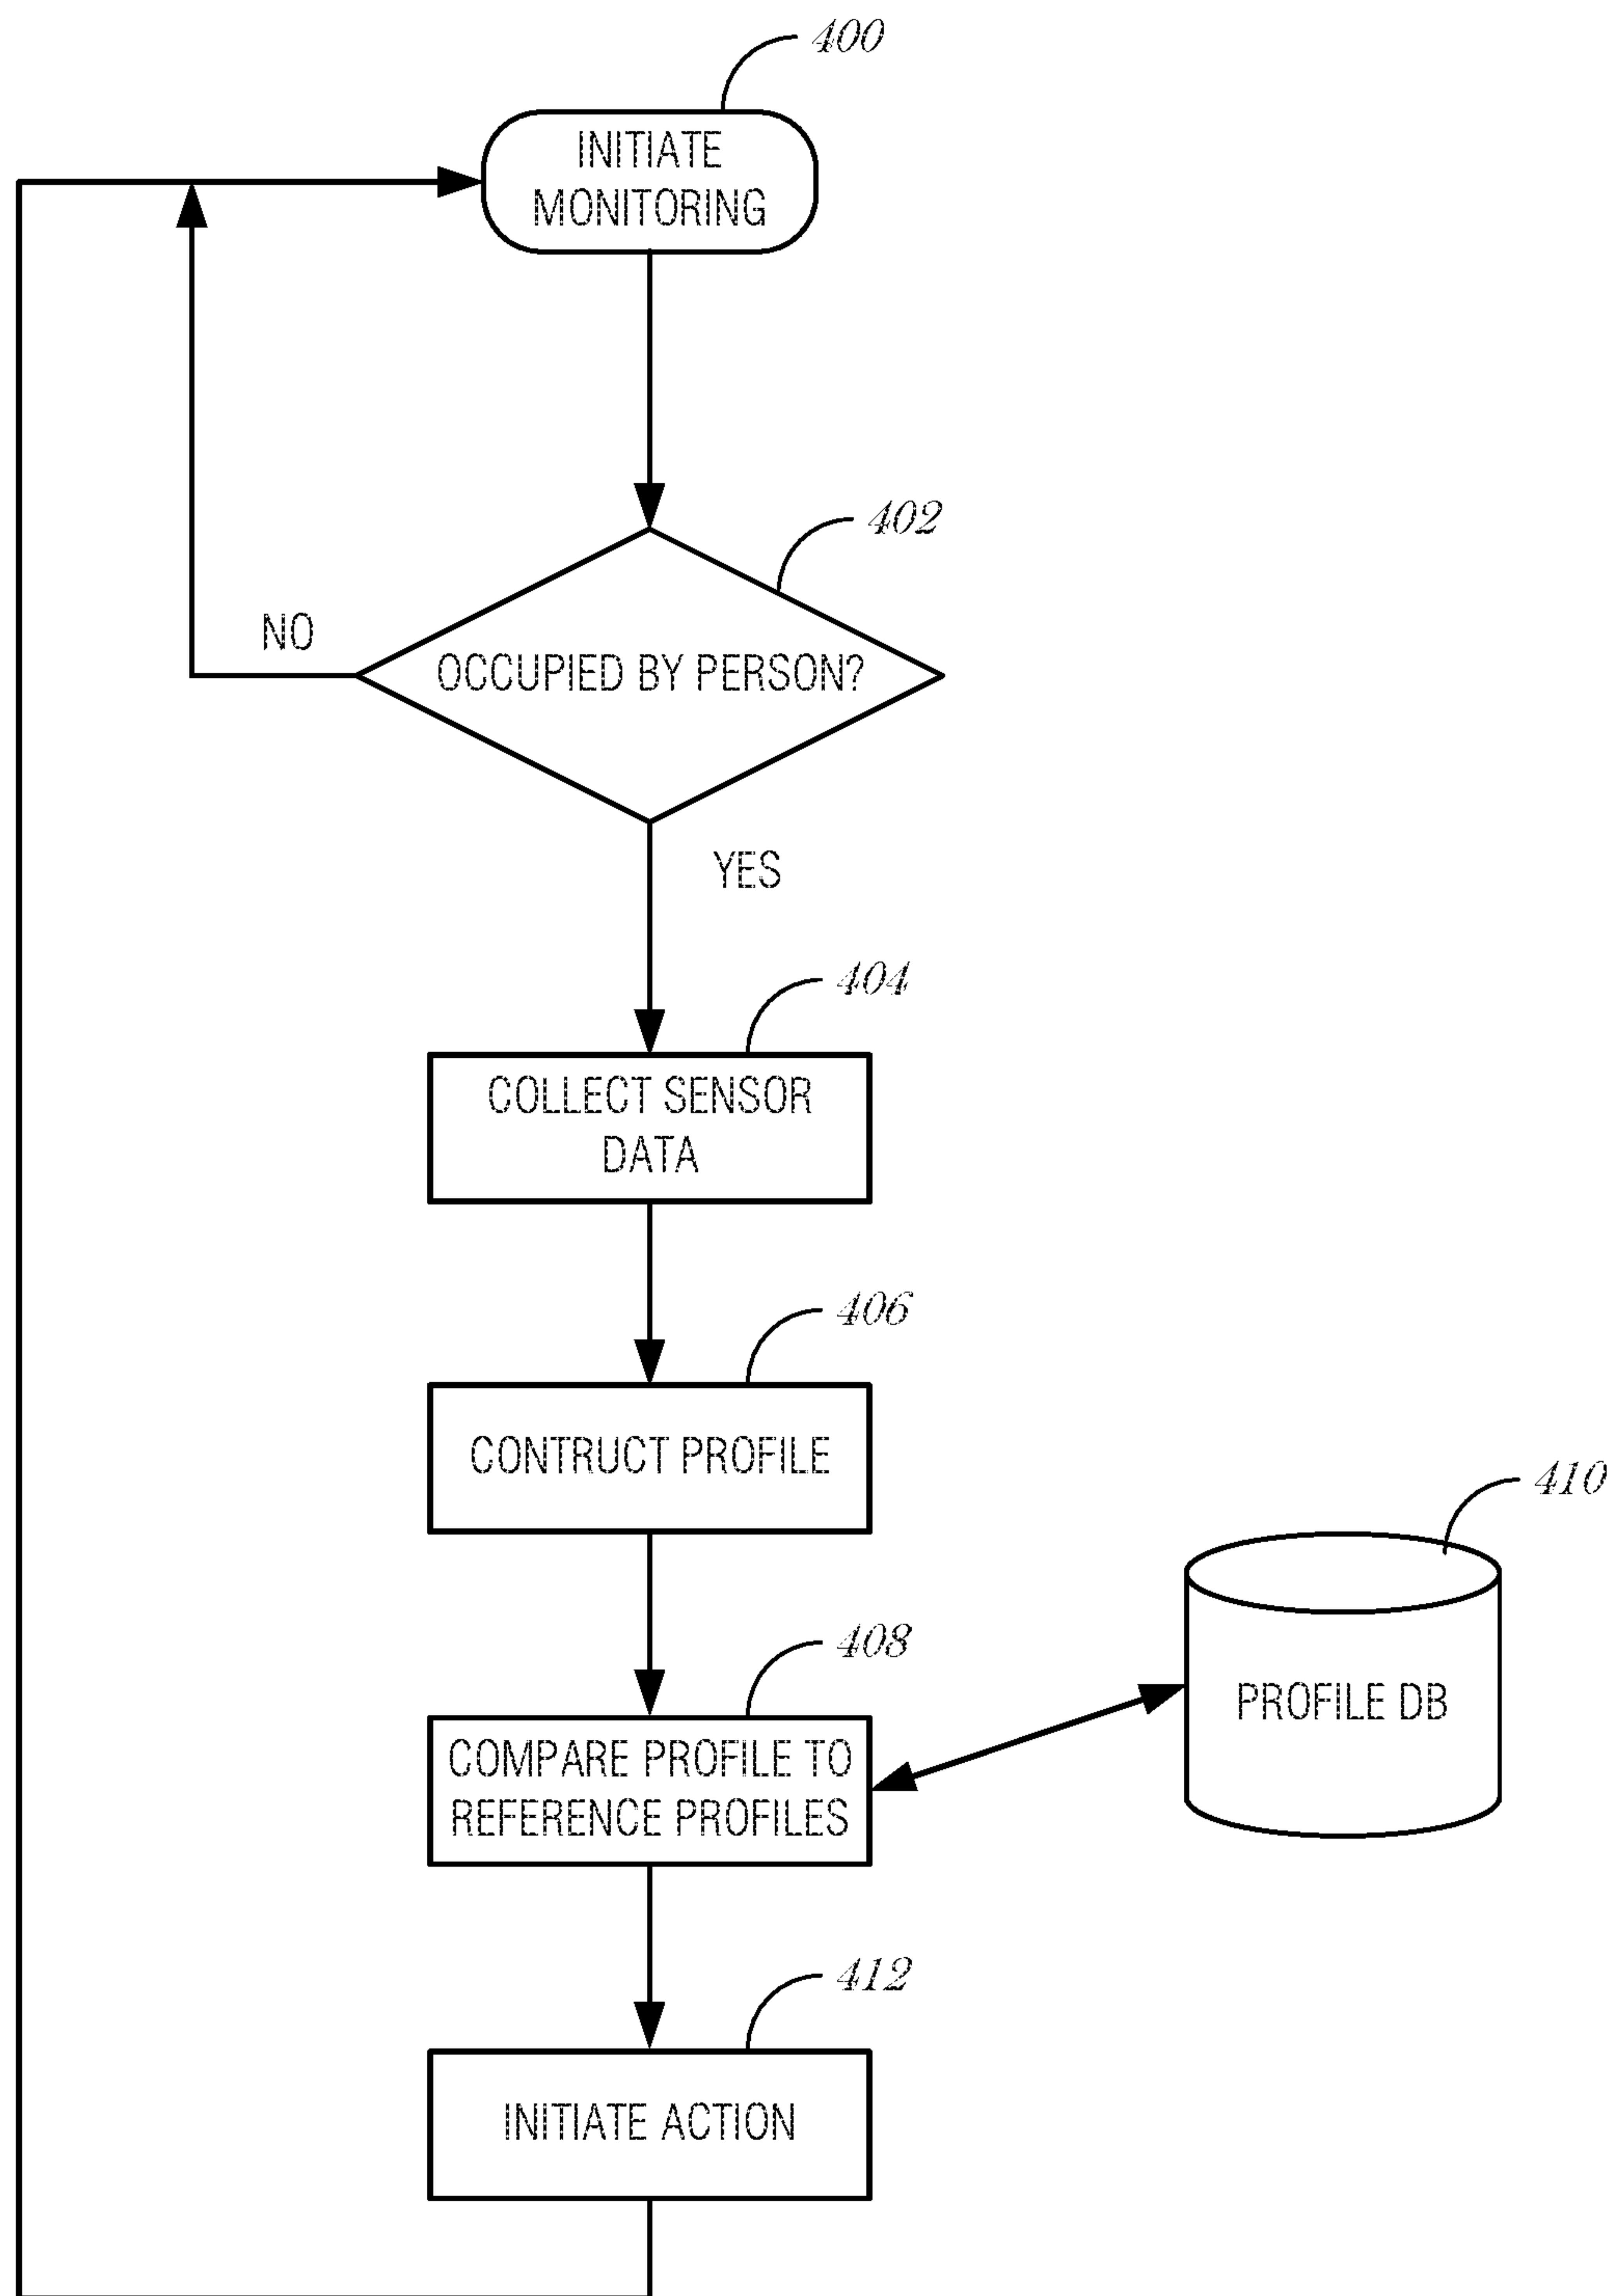 400
INITIATE
MONITORING
402
NO
OCCUPIED BY PERSON?
YES
404
COLLECT SENSOR
DATA
406
CONTRUCT PROFILE
410
408
PROFILE DB
COMPARE PROFILE TO
REFERENCE PROFILES
412
INITIATE ACTION